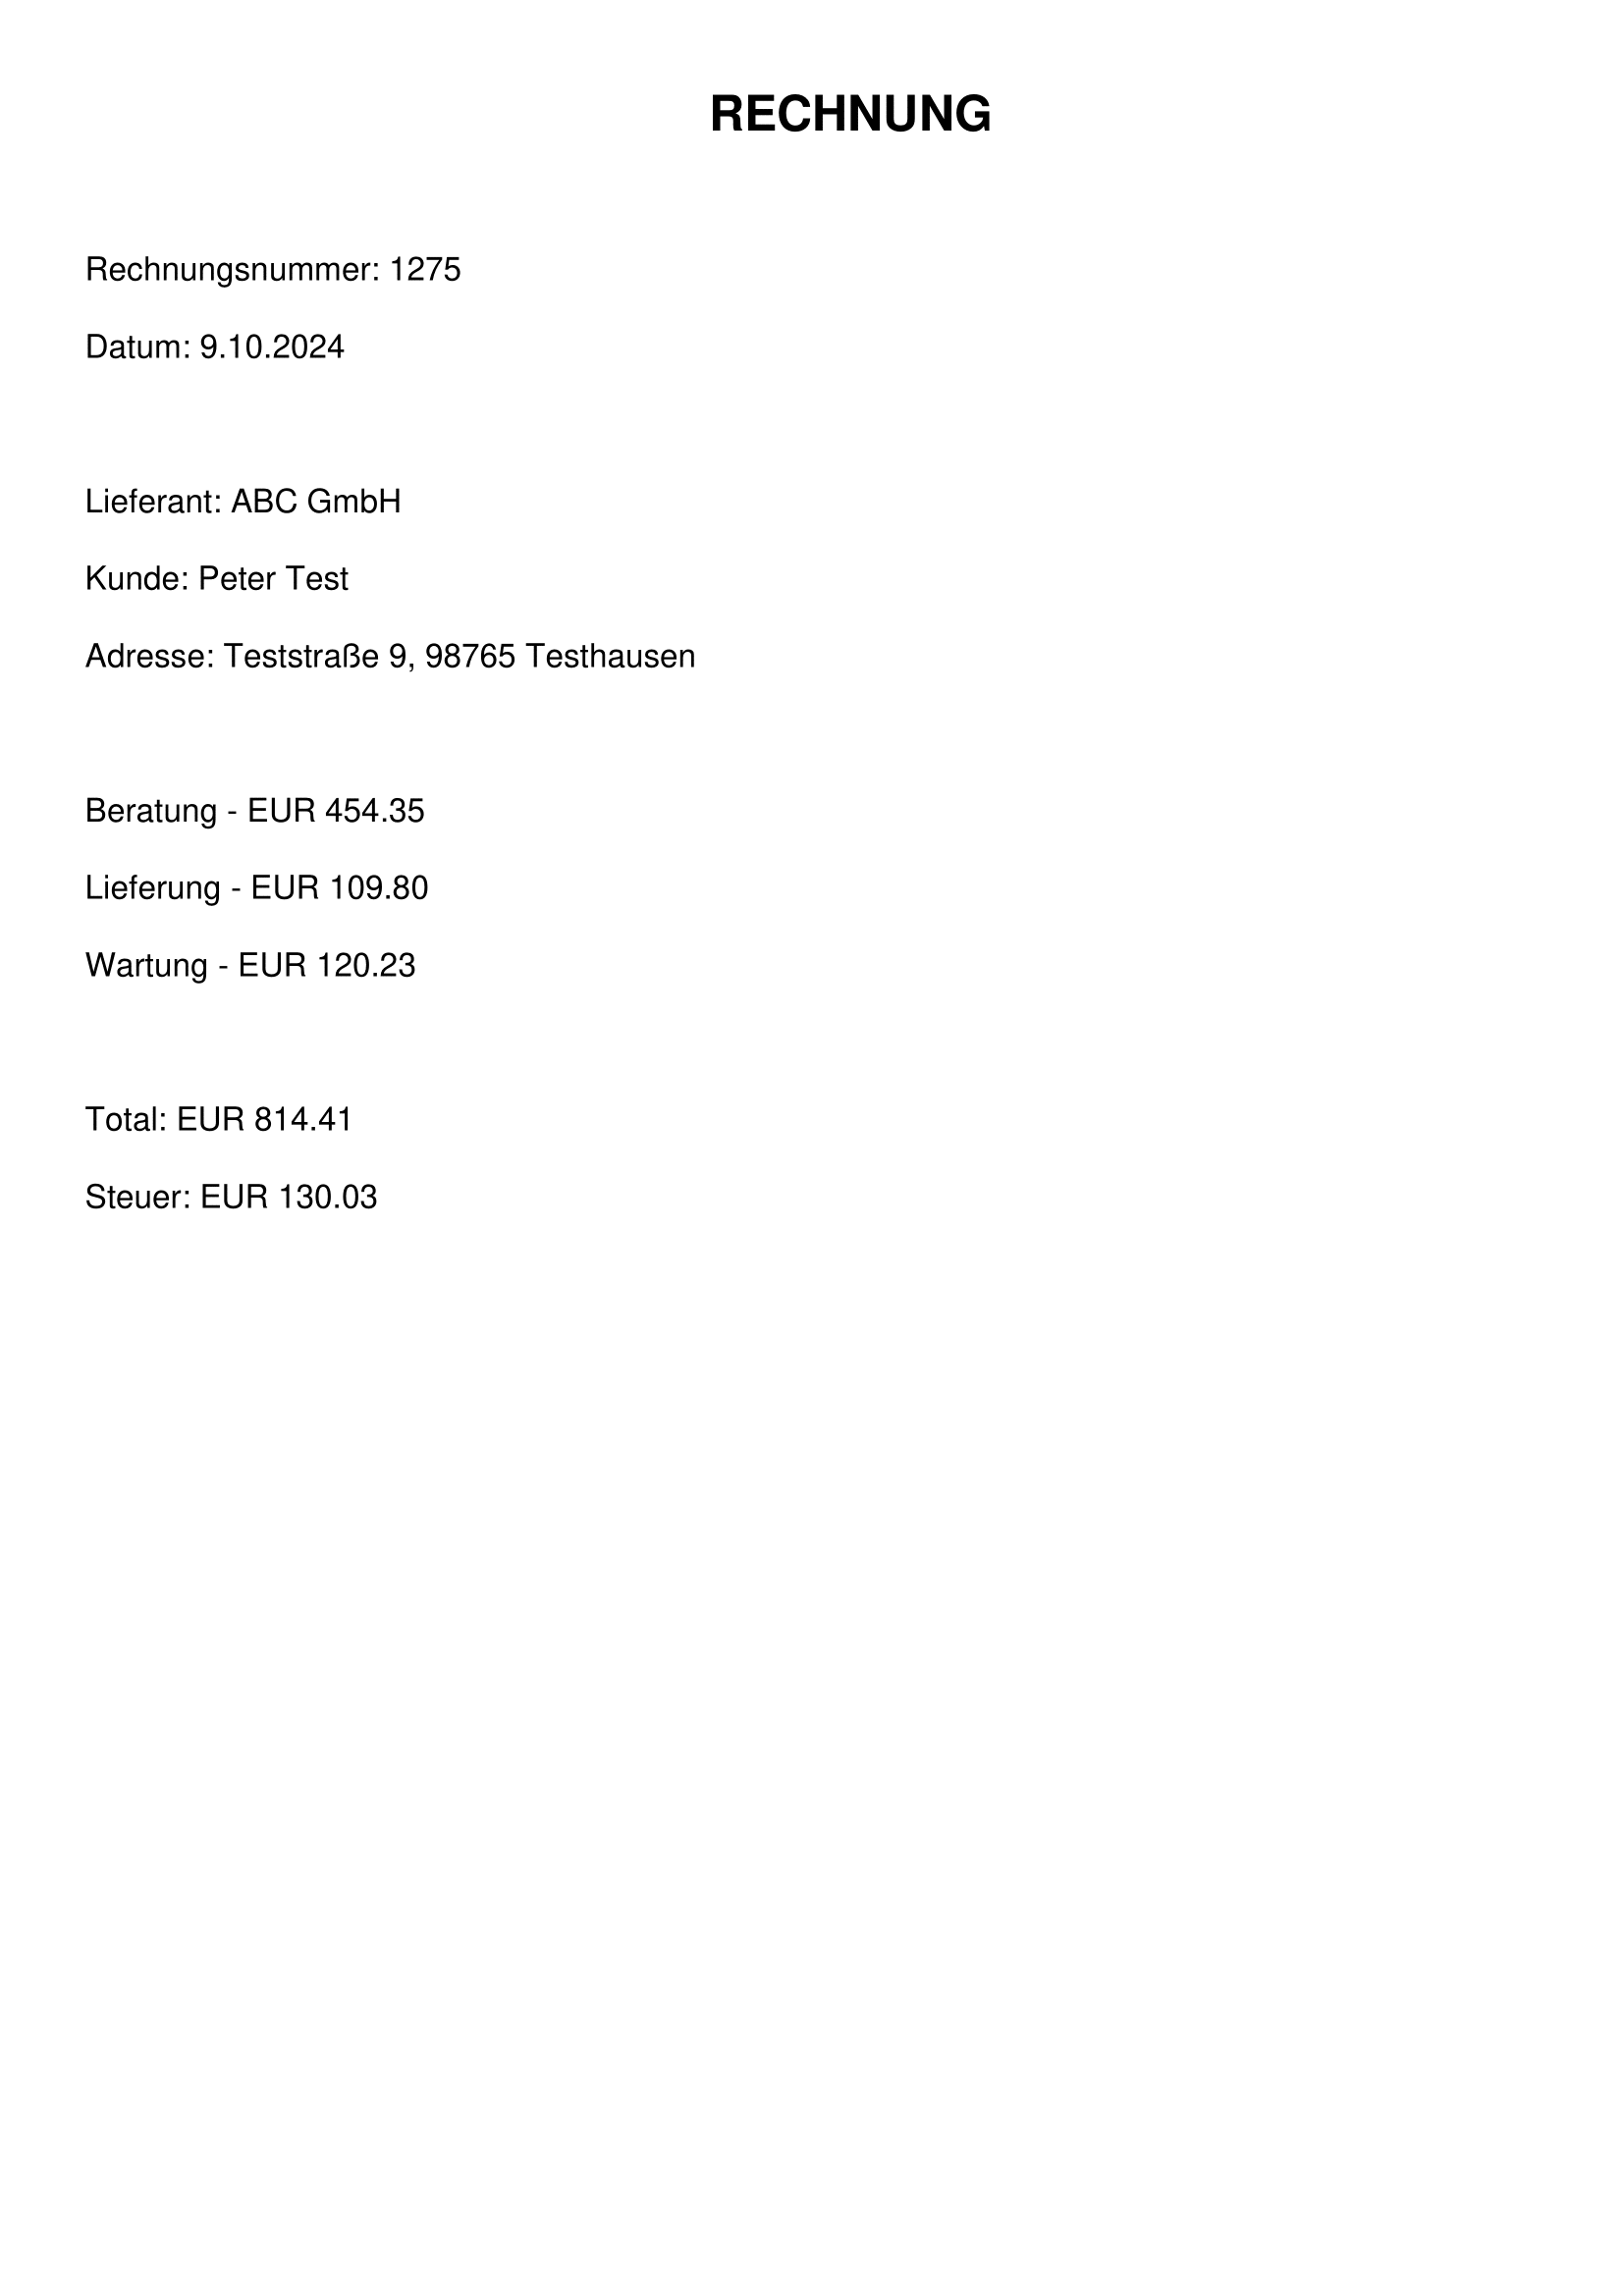 RECHNUNG
Rechnungsnummer: 1275
Datum: 9.10.2024
Lieferant: ABC GmbH
Kunde: Peter Test
Adresse: Teststraße 9, 98765 Testhausen
Beratung - EUR 454.35
Lieferung - EUR 109.80
Wartung - EUR 120.23
Total: EUR 814.41
Steuer: EUR 130.03